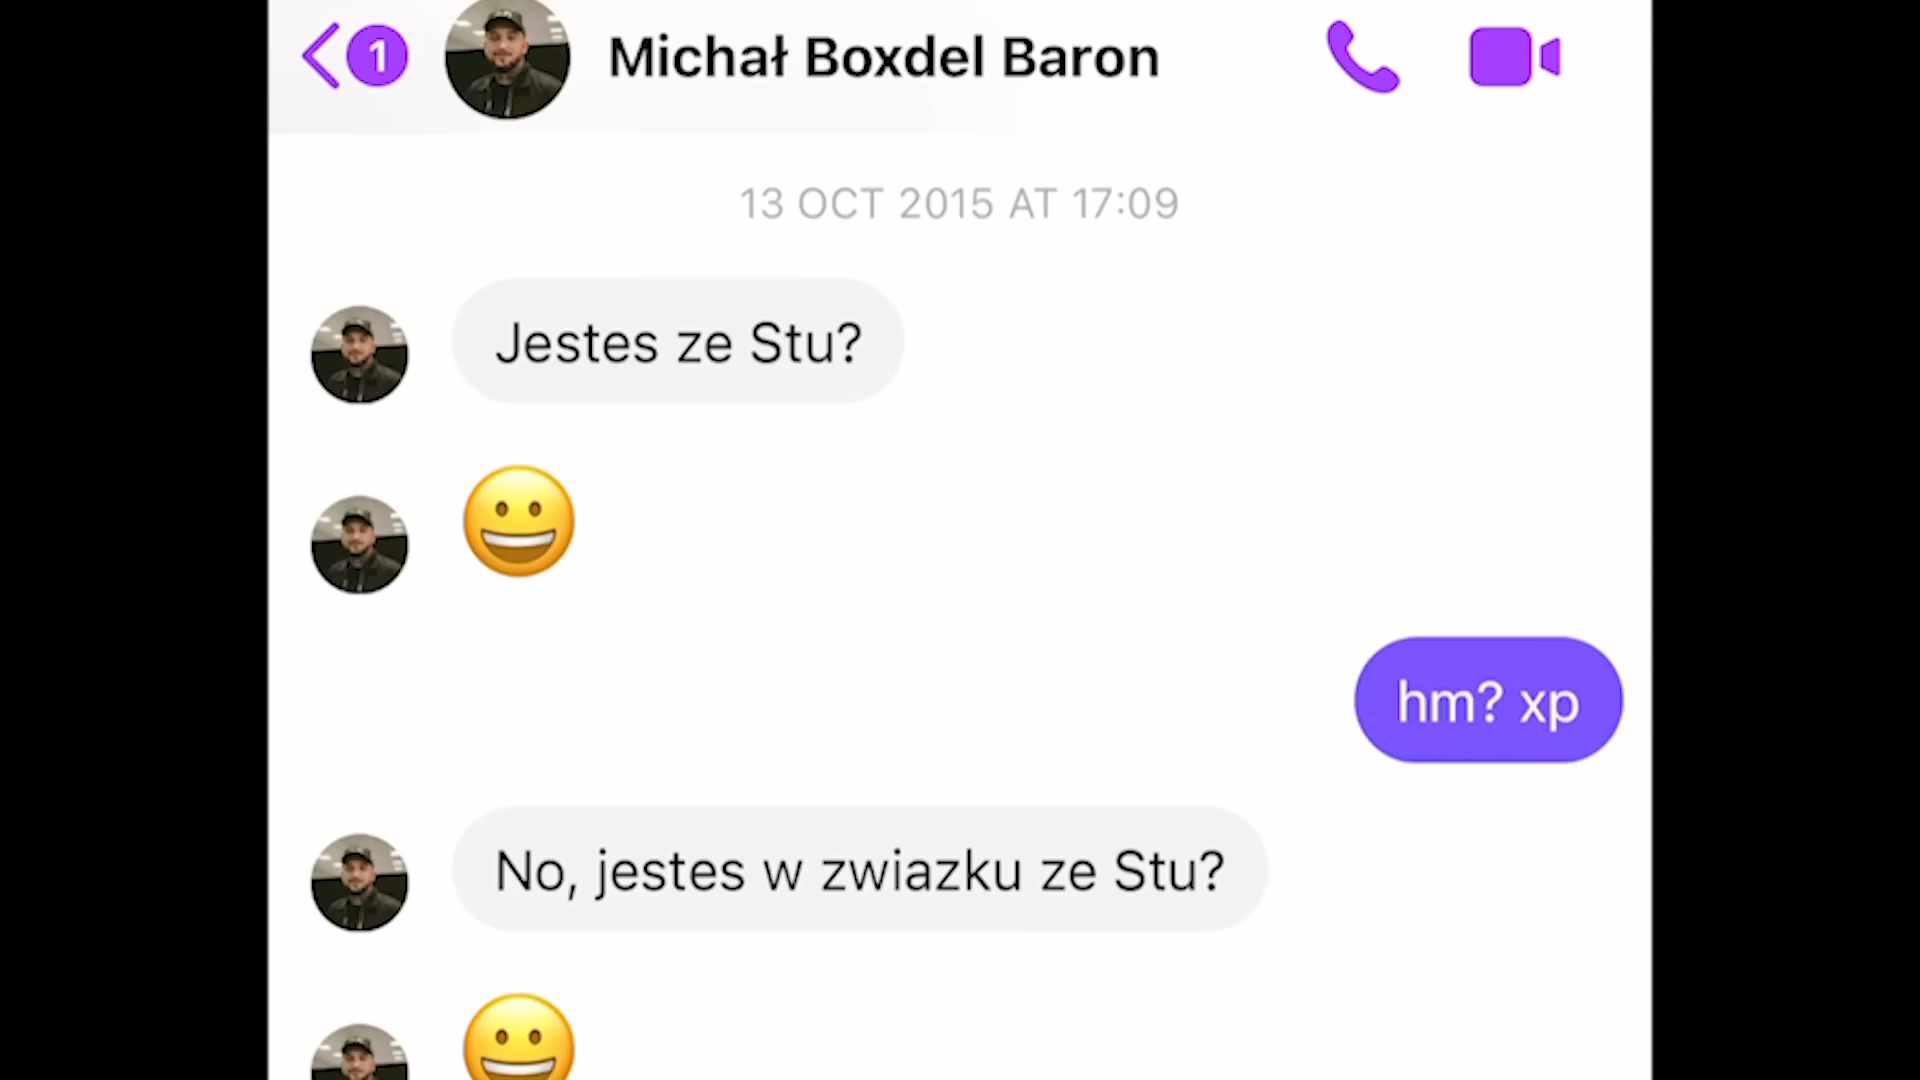 1
Michał Boxdel Baron
13 OCT 2015 AT 17:09
Jestes ze Stu?
hm? xp
No, jestes w zwiazku ze Stu?